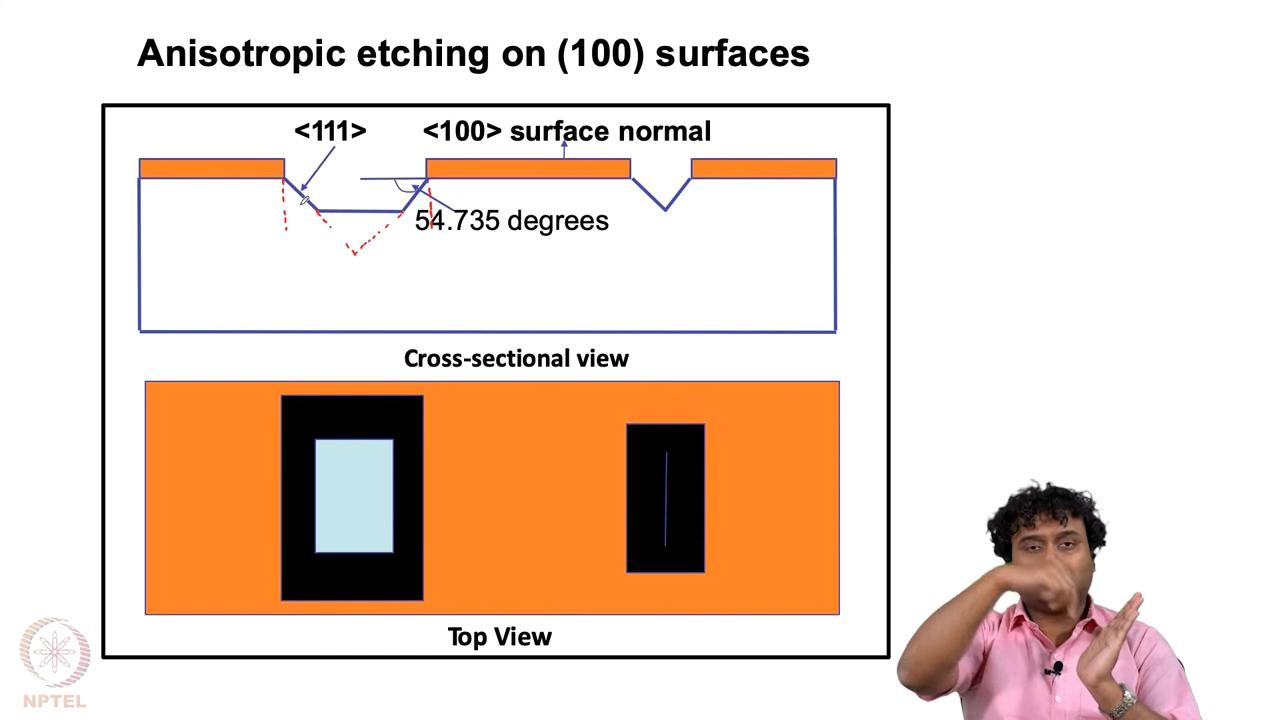 Anisotropic etching on (100) surfaces
<111> <100> surface normal
54.735 degrees
Cross-sectional view
Top View
NPTEL